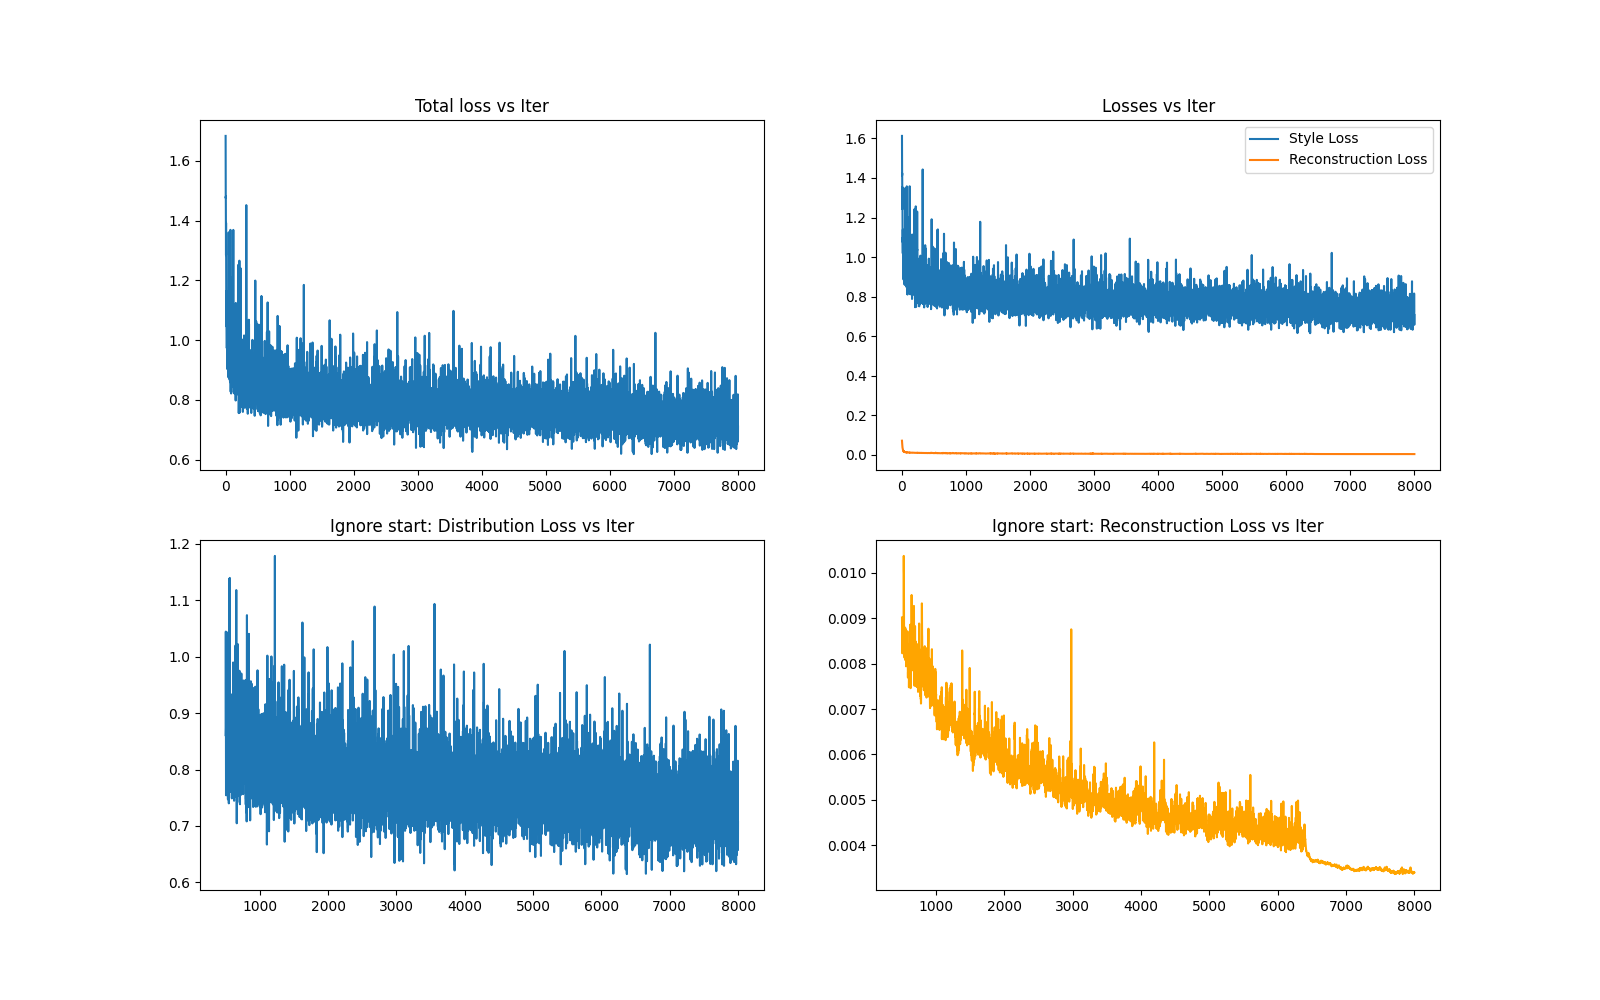 Total loss vs Iter
1.6
1.4
1.2
1.0
0.8
0.6
0 1000 2000 3000 4000 5000 6000 7000 8000
Losses vs Iter
Style Loss
Reconstruction Loss
1.6
1.4
1.2
1.0
0.8
0.6
0.4
0.2
0.0
0 1000 2000 3000 4000 5000 6000 7000 8000
Ignore start: Distribution Loss vs Iter
1.2
1.1
1.0
0.9
0.8
0.7
0.6
1000 2000 3000 4000 5000 6000 7000 8000
Ignore start: Reconstruction Loss vs Iter
0.010
0.009
0.008
0.007
0.006
0.005
0.004
1000 2000 3000 4000 5000 6000 7000 8000